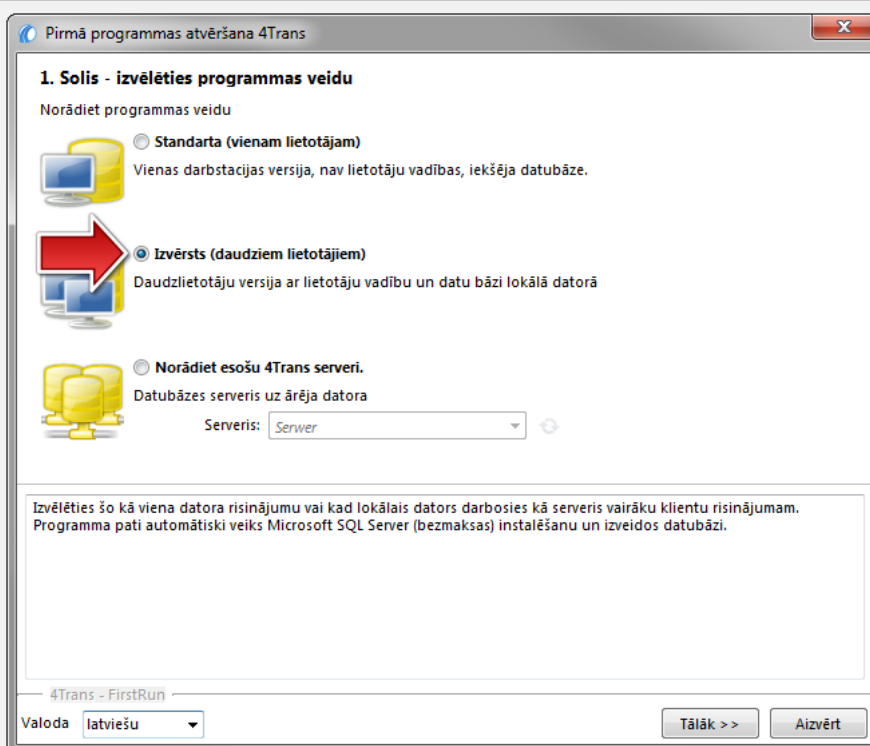 Pirmā programmas atvēršana 4Trans
1. Solis - izvēlēties programmas veidu
Norādiet programmas veidu
Standarta (vienam lietotājam)
Vienas darbstacijas versija, nav lietotāju vadības, iekšēja datubāze.
Izvērsts (daudziem lietotājiem)
Daudzlietotāju versija ar lietotāju vadību un datu bāzi lokālā datorā
Norādiet esošu 4Trans serveri.
Datubāzes serveris uz ārēja datora
Serveris: Serwer
Izvēlēties šo kā viena datora risinājumu vai kad lokālais dators darbosies kā serveris vairāku klientu risinājumam.
Programma pati automātiski veiks Microsoft SQL Server (bezmaksas) instalēšanu un izveidos datubāzi.
4Trans - FirstRun
Valoda latviešu Tālāk >> Aizvērt